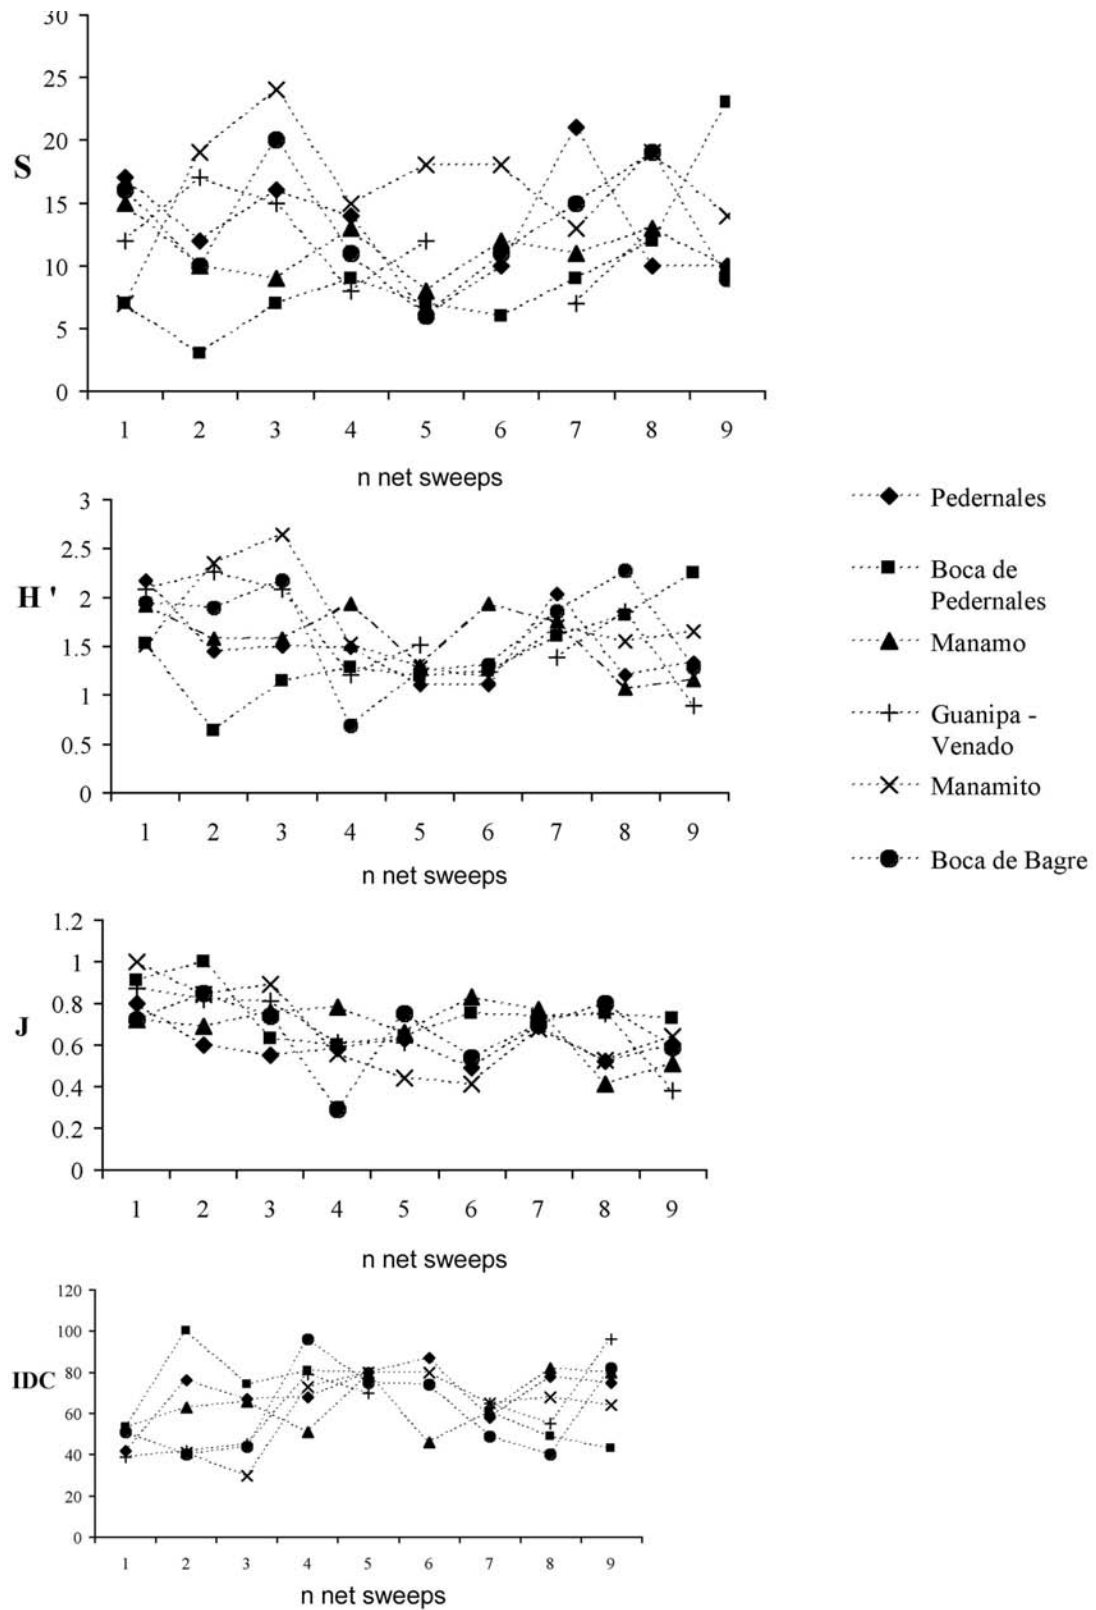 30
25
20
S
15
10
5
0
1 2 3 4 5 6 7 8 9
n net sweeps
3
2.5
H '
2
1.5
1
0.5
0
1 2 3 4 5 6 7 8 9
n net sweeps
Pedernales
Boca de
Pedernales
Manamo
Guanipa -
Venado
Manamito
Boca de Bagre
1.2
1
0.8
J
0.6
0.4
0.2
0
1 2 3 4 5 6 7 8 9
n net sweeps
120
100
80
IDC
60
40
20
0
1 2 3 4 5 6 7 8 9
n net sweeps